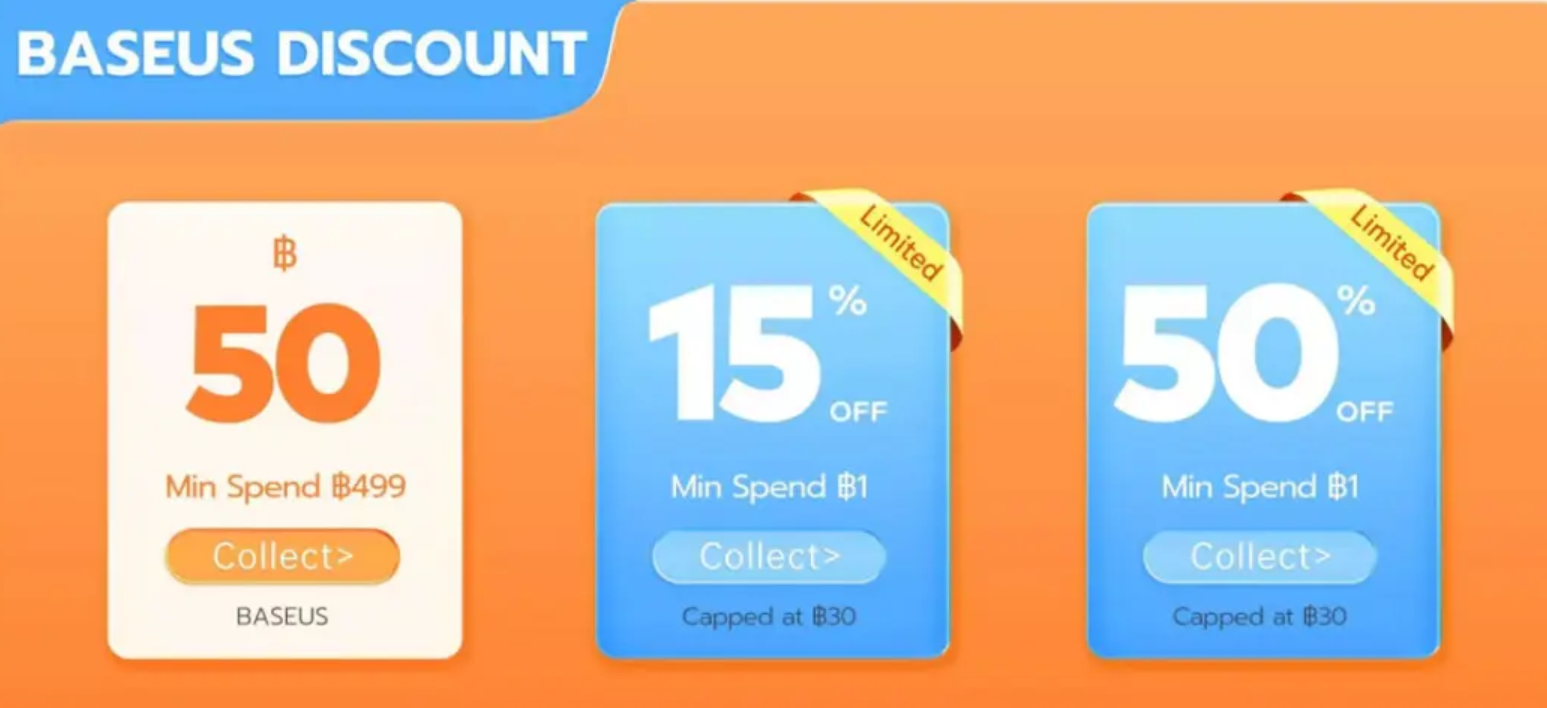 BASEUS DISCOUNT
฿
50
Min Spend ฿499
Collect>
BASEUS
Limited
15%
OFF
Min Spend ฿1
Collect>
Capped at ฿30
Limited
50%
OFF
Min Spend ฿1
Collect>
Capped at ฿30